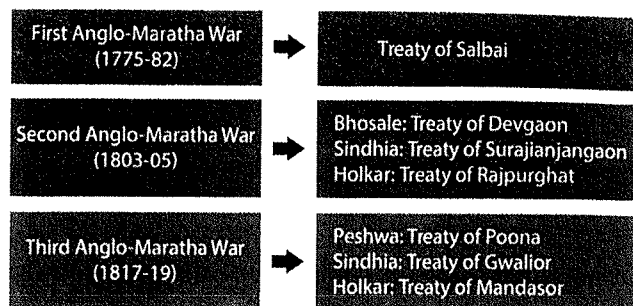 First Anglo-Maratha War
(1775-82)
Treaty of Salbai
Second Anglo-Maratha War
(1803-05)
Bhosale: Treaty of Devgaon
Sindhia: Treaty of Surajianjangaon
Holkar: Treaty of Rajpurghat
Third Anglo-Maratha War
(1817-19)
Peshwa: Treaty of Poona
Sindhia: Treaty of Gwalior
Holkar: Treaty of Mandasor